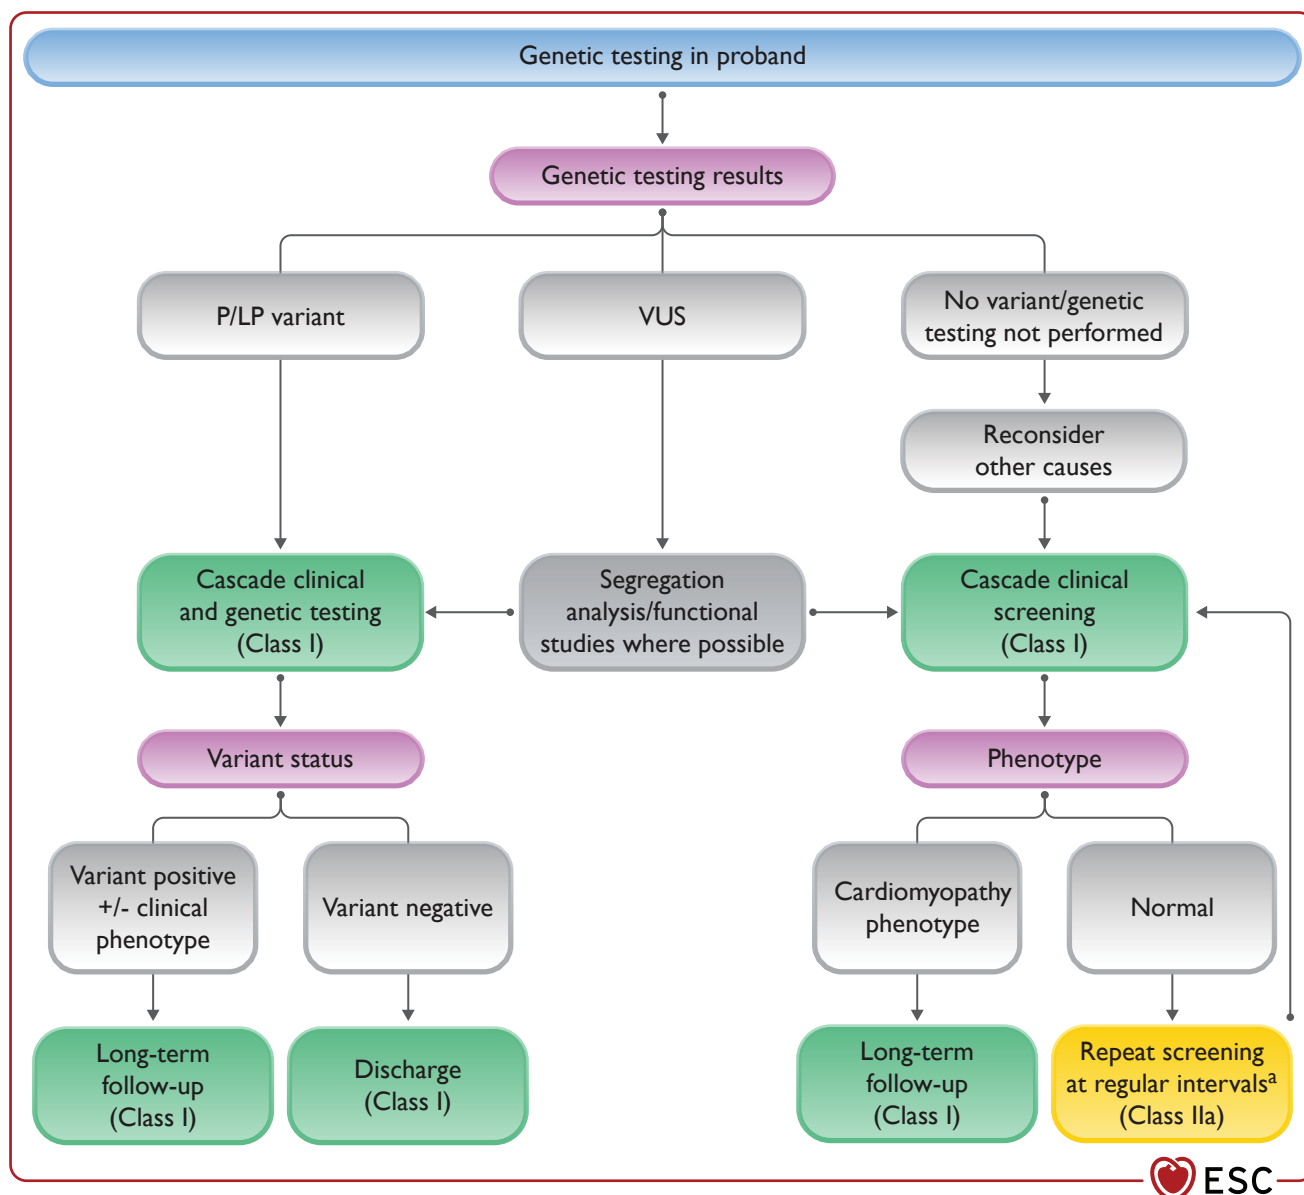 Genetic testing in proband
Genetic testing results
P/LP variant
VUS
No variant/genetic
testing not performed
Reconsider
other causes
Cascade clinical
and genetic testing
(Class I)
Segregation
analysis/functional
studies where possible
Cascade clinical
screening
(Class I)
Variant status
Phenotype
Variant positive
+/- clinical
phenotype
Variant negative
Cardiomyopathy
phenotype
Normal
Long-term
follow-up
(Class I)
Discharge
(Class I)
Long-term
follow-up
(Class I)
Repeat screening
at regular intervalsᵃ
(Class IIa)
ESC